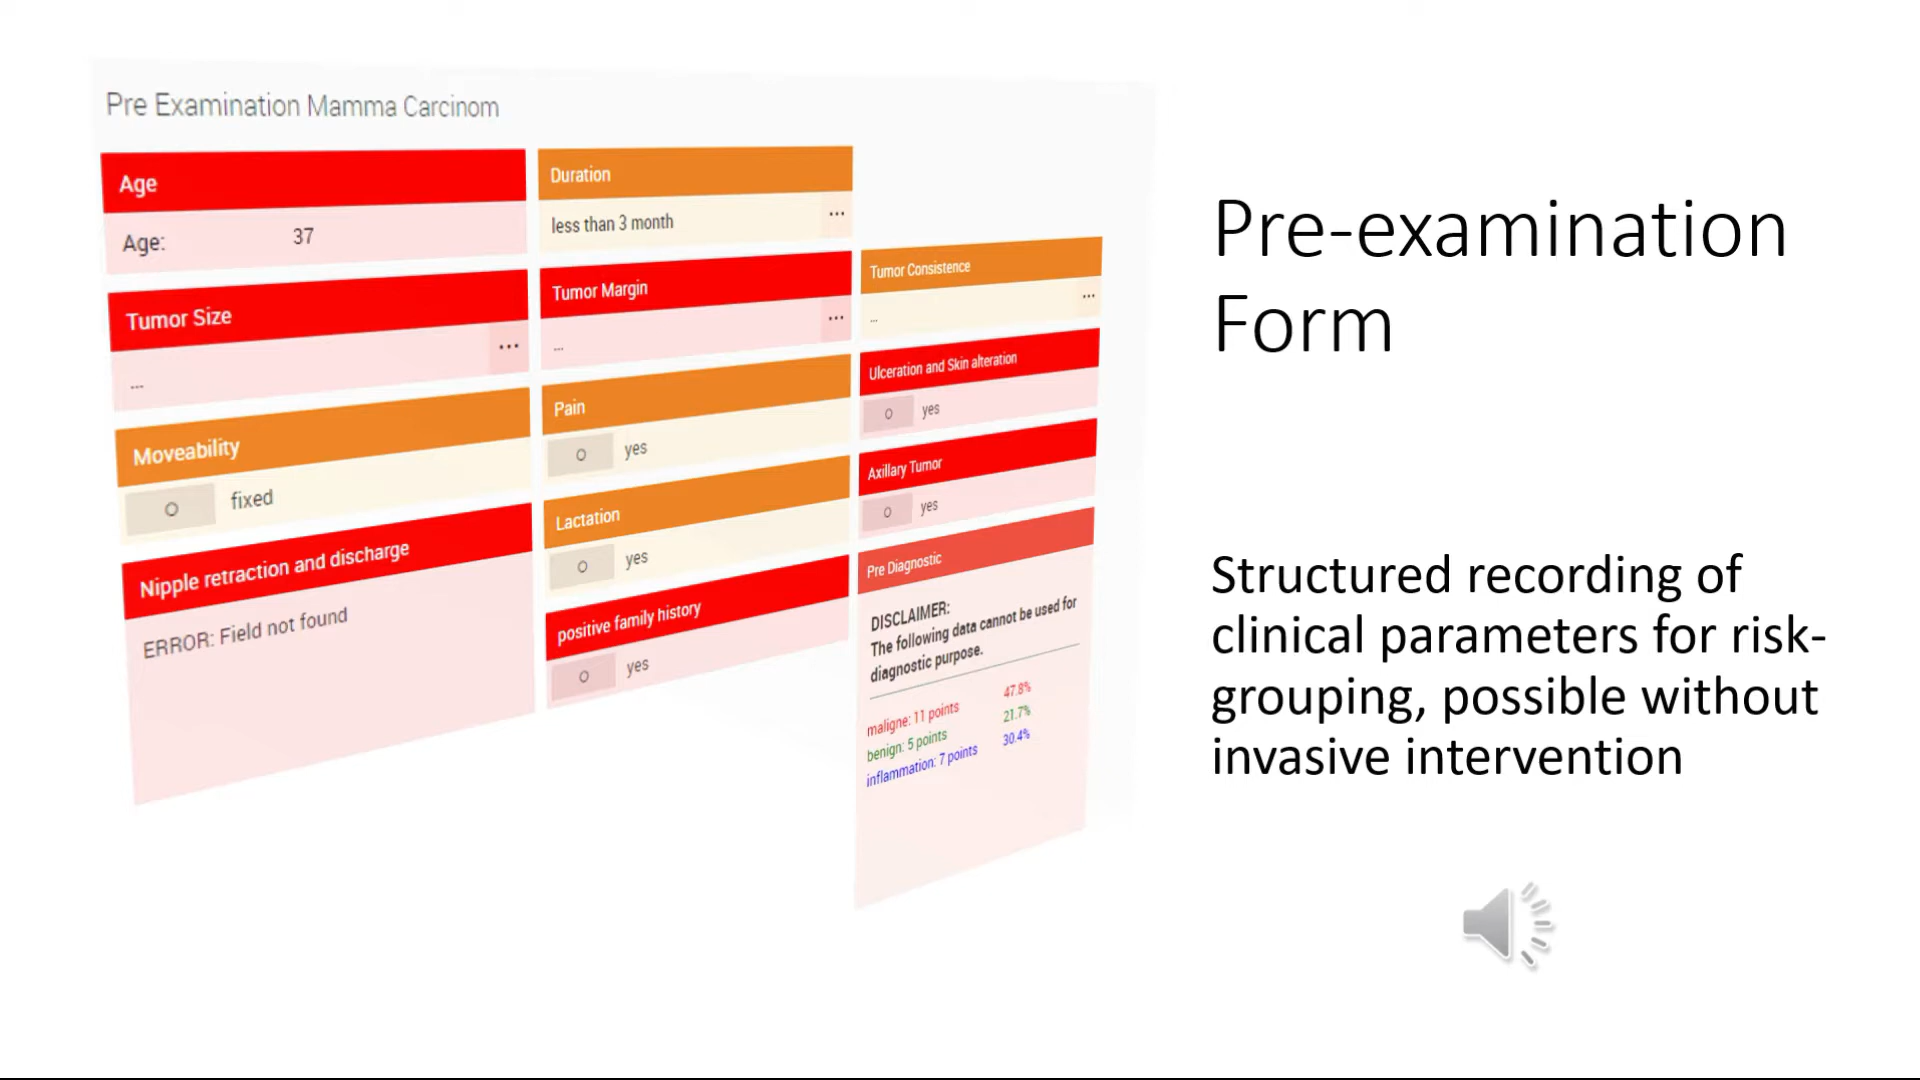 Pre Examination Mamma Carcinom
Age
Age: 37
Tumor Size
...
...
Moveability
fixed
Nipple retraction and discharge
ERROR: Field not found
Duration
less than 3 month
...
Tumor Margin
...
...
Pain
yes
Lactation
yes
positive family history
yes
Tumor Consistence
...
...
Ulceration and Skin alteration
yes
Axillary Tumor
yes
Pre Diagnostic
DISCLAIMER:
The following data cannot be used for
diagnostic purpose.
maligne: 11 points 47.8%
benign: 5 points 21.7%
inflammation: 7 points 30.4%
Pre-examination
Form
Structured recording of
clinical parameters for risk-
grouping, possible without
invasive intervention